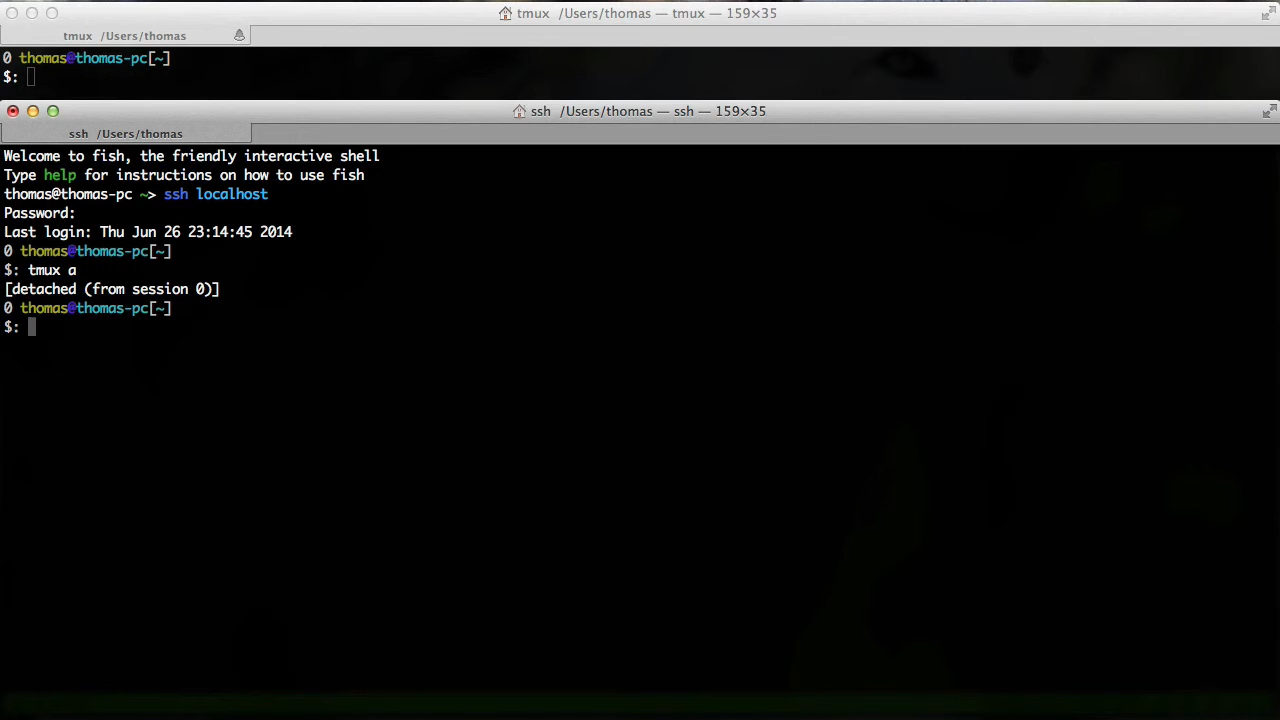 tmux /Users/thomas — tmux — 159×35
tmux /Users/thomas
0 thomas@thomas-pc[~]
$:
ssh /Users/thomas — ssh — 159×35
ssh /Users/thomas
Welcome to fish, the friendly interactive shell
Type help for instructions on how to use fish
thomas@thomas-pc ~> ssh localhost
Password:
Last login: Thu Jun 26 23:14:45 2014
0 thomas@thomas-pc[~]
$: tmux a
[detached (from session 0)]
0 thomas@thomas-pc[~]
$: